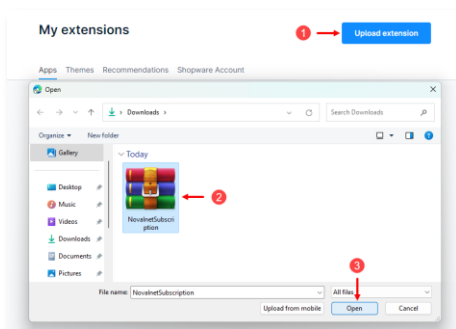 My extensions
1
Upload extension
Apps Themes Recommendations Shopware Account
Open
Downloads
Search Downloads
Organize New folder
Gallery
Today
Desktop
Music
Videos
Downloads
Documents
Pictures
NovalnetSubscri
ption
2
3
File name: NovalnetSubscription
All files
Upload from mobile Open Cancel